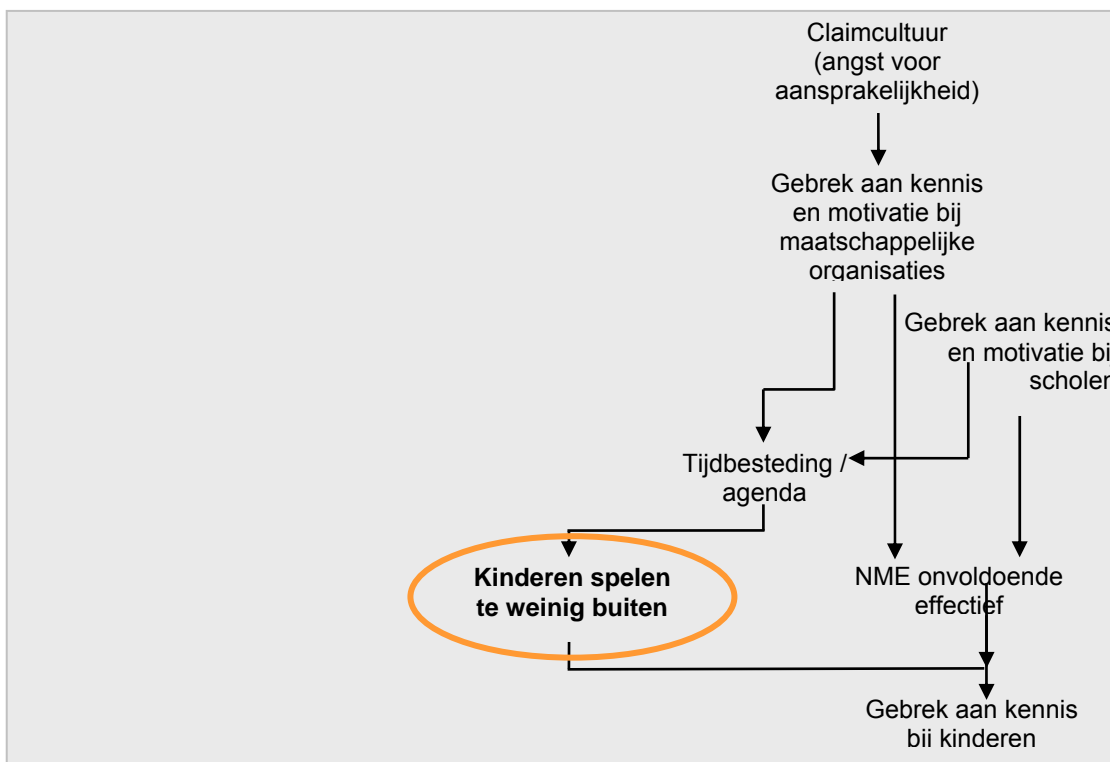 Claimcultuur
(angst voor
aansprakelijkheid)
Gebrek aan kennis
en motivatie bij
maatschappelijke
organisaties
Gebrek aan kennis
en motivatie bij
scholen
Tijdbesteding /
agenda
Kinderen spelen
te weinig buiten
NME onvoldoende
effectief
Gebrek aan kennis
bij kinderen